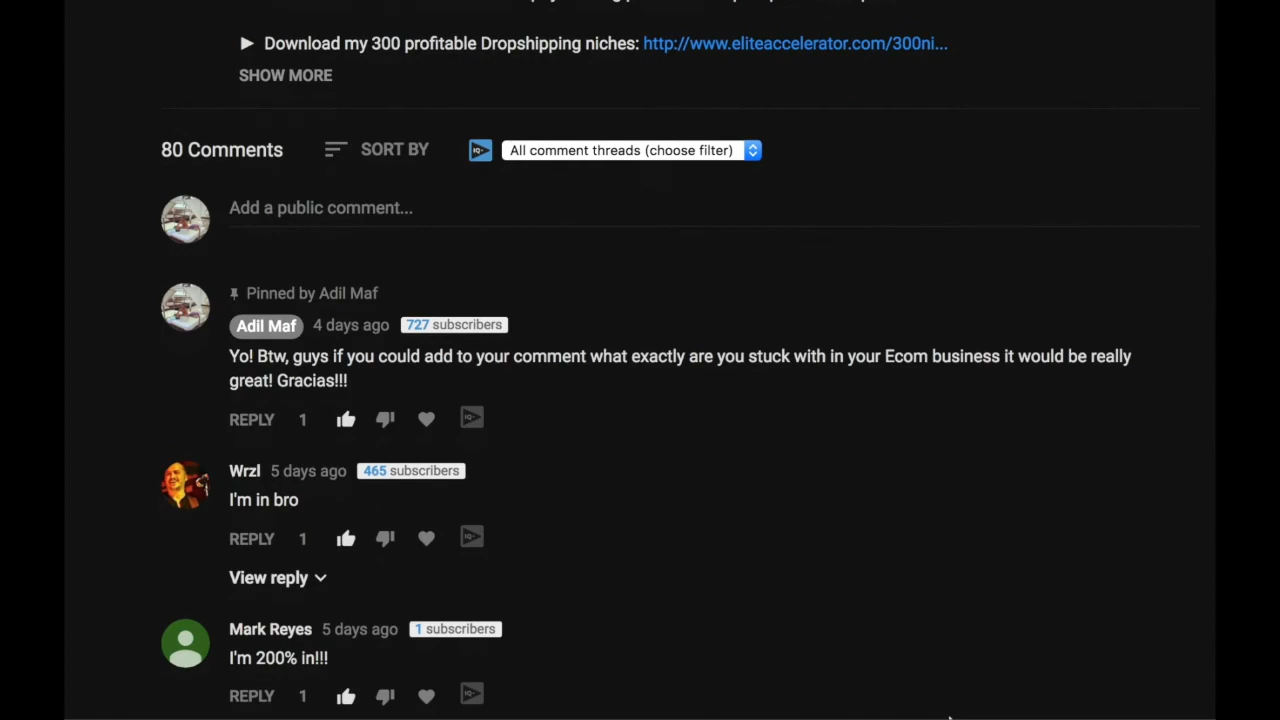 ► Download my 300 profitable Dropshipping niches: http://www.eliteaccelerator.com/300ni...
SHOW MORE
80 Comments SORT BY IQ All comment threads (choose filter)
Add a public comment...
Pinned by Adil Maf
Adil Maf 4 days ago 727 subscribers
Yo! Btw, guys if you could add to your comment what exactly are you stuck with in your Ecom business it would be really
great! Gracias!!!
REPLY 1 IQ
Wrzl 5 days ago 465 subscribers
I'm in bro
REPLY 1 IQ
View reply
Mark Reyes 5 days ago 1 subscribers
I'm 200% in!!!
REPLY 1 IQ